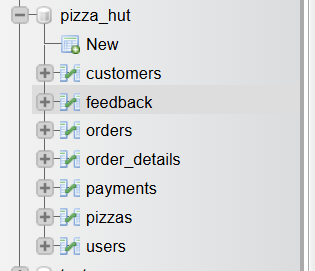 pizza_hut
New
customers
feedback
orders
order_details
payments
pizzas
users